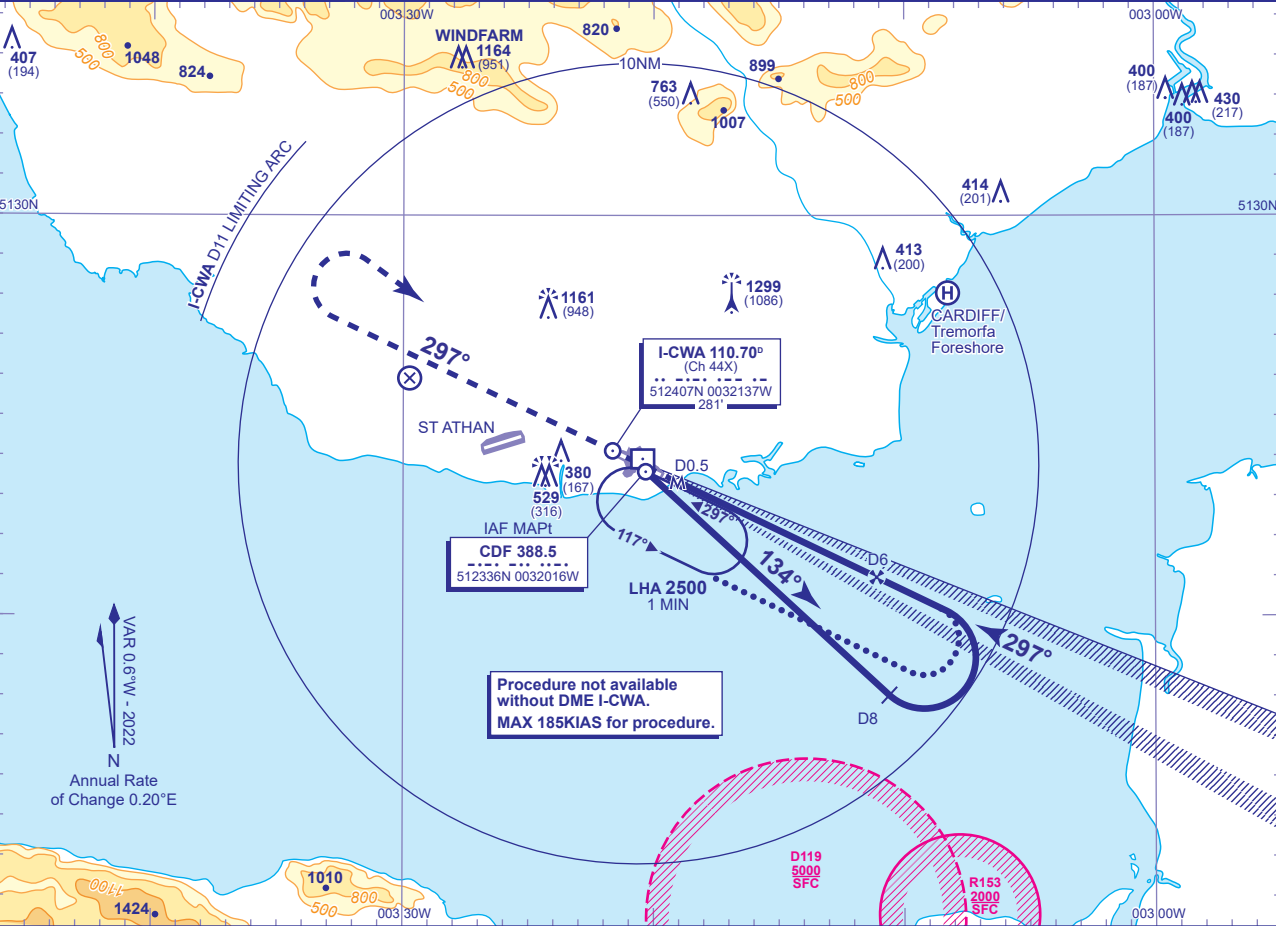 003 30W
003 00W
407
(194)
800
500
1048
824
WINDFARM
1164
(951)
800
500
820
10NM
763
(550)
1007
899
800
500
400
(187)
400
(187)
430
(217)
5130N
5130N
414
(201)
413
(200)
I-CWA D11 LIMITING ARC
1161
(948)
1299
(1086)
H
CARDIFF/
Tremorfa
Foreshore
297°
I-CWA 110.70ᴰ
(Ch 44X)
·· –·–· ·–– ·–
512407N 0032137W
281'
ST ATHAN
380
(167)
529
(316)
D0.5
M
297°
IAF MAPt
CDF 388.5
–·–· –·· ··–·
512336N 0032016W
117°
LHA 2500
1 MIN
134°
D6
297°
D8
Procedure not available
without DME I-CWA.
MAX 185KIAS for procedure.
VAR 0.6°W - 2022
N
Annual Rate
of Change 0.20°E
D119
5000
SFC
R153
2000
SFC
1100
1424
1010
800
500
003 30W
003 00W